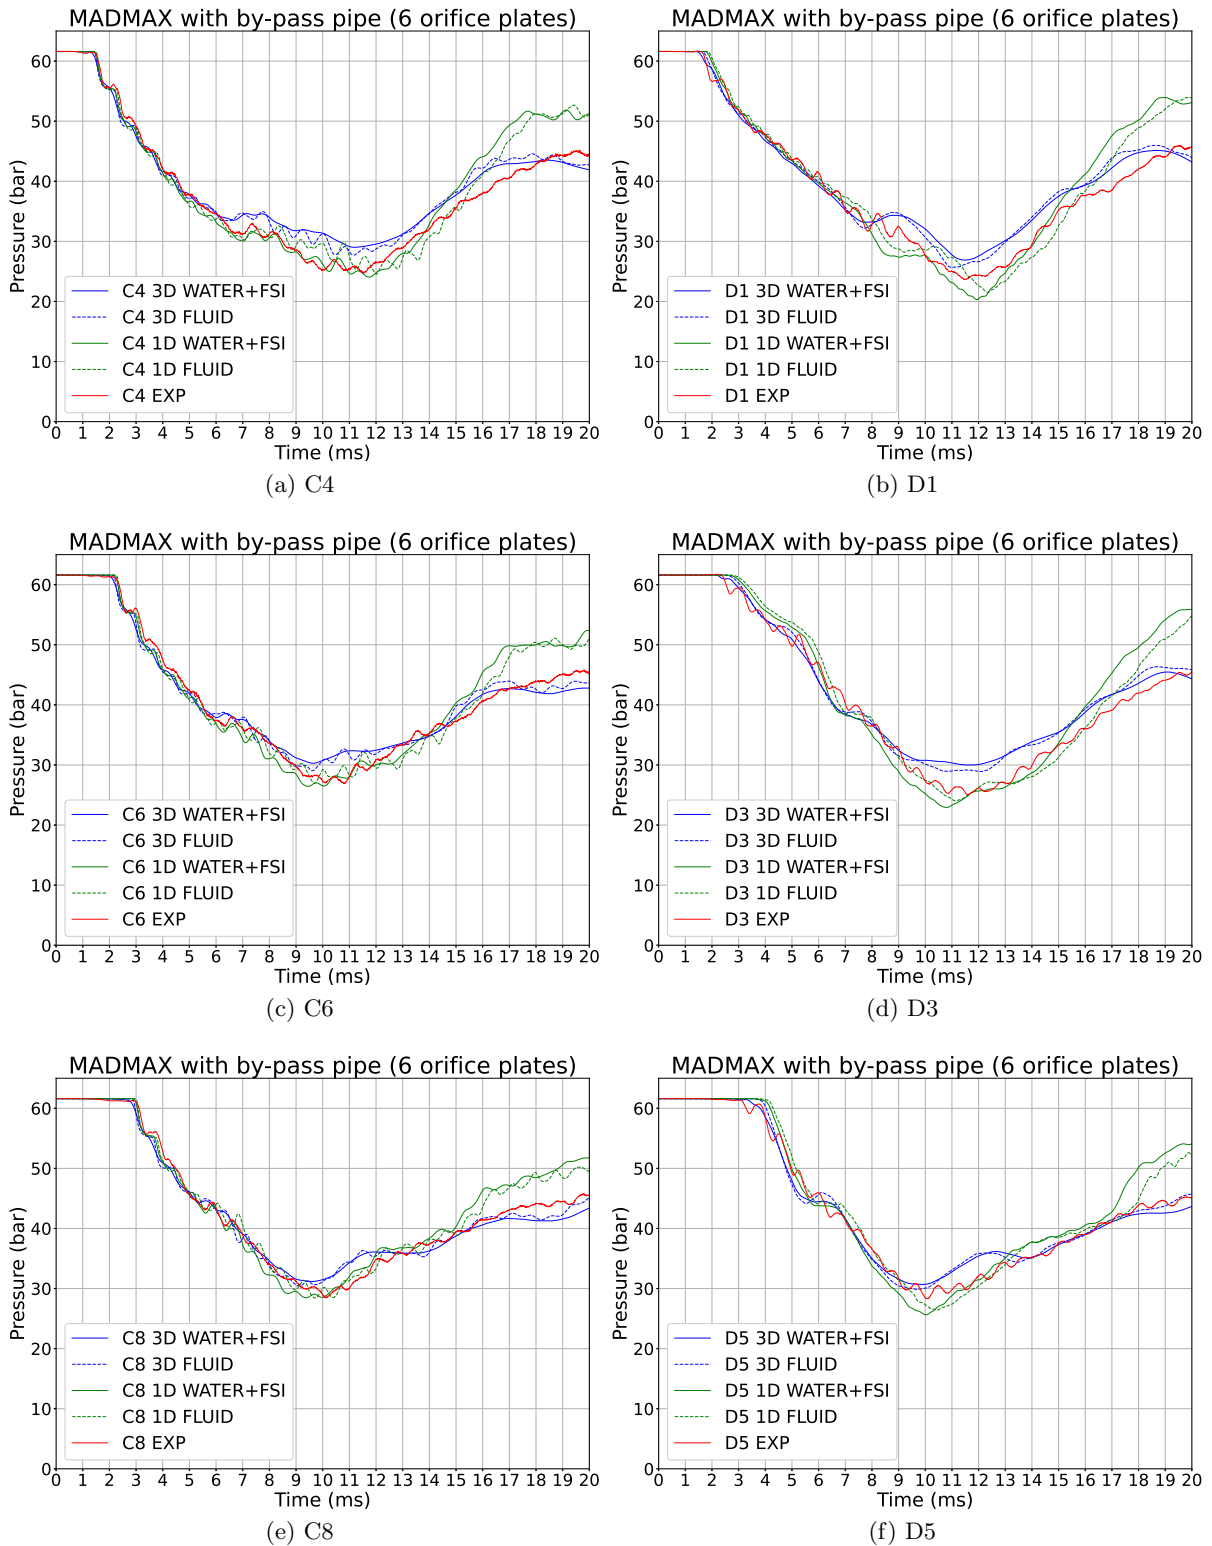 MADMAX with by-pass pipe (6 orifice plates)
60
50
40
30
20
10
0
Pressure (bar)
C4 3D WATER+FSI
C4 3D FLUID
C4 1D WATER+FSI
C4 1D FLUID
C4 EXP
0 1 2 3 4 5 6 7 8 9 10 11 12 13 14 15 16 17 18 19 20
Time (ms)
(a) C4
MADMAX with by-pass pipe (6 orifice plates)
60
50
40
30
20
10
0
Pressure (bar)
D1 3D WATER+FSI
D1 3D FLUID
D1 1D WATER+FSI
D1 1D FLUID
D1 EXP
0 1 2 3 4 5 6 7 8 9 10 11 12 13 14 15 16 17 18 19 20
Time (ms)
(b) D1
MADMAX with by-pass pipe (6 orifice plates)
60
50
40
30
20
10
0
Pressure (bar)
C6 3D WATER+FSI
C6 3D FLUID
C6 1D WATER+FSI
C6 1D FLUID
C6 EXP
0 1 2 3 4 5 6 7 8 9 10 11 12 13 14 15 16 17 18 19 20
Time (ms)
(c) C6
MADMAX with by-pass pipe (6 orifice plates)
60
50
40
30
20
10
0
Pressure (bar)
D3 3D WATER+FSI
D3 3D FLUID
D3 1D WATER+FSI
D3 1D FLUID
D3 EXP
0 1 2 3 4 5 6 7 8 9 10 11 12 13 14 15 16 17 18 19 20
Time (ms)
(d) D3
MADMAX with by-pass pipe (6 orifice plates)
60
50
40
30
20
10
0
Pressure (bar)
C8 3D WATER+FSI
C8 3D FLUID
C8 1D WATER+FSI
C8 1D FLUID
C8 EXP
0 1 2 3 4 5 6 7 8 9 10 11 12 13 14 15 16 17 18 19 20
Time (ms)
(e) C8
MADMAX with by-pass pipe (6 orifice plates)
60
50
40
30
20
10
0
Pressure (bar)
D5 3D WATER+FSI
D5 3D FLUID
D5 1D WATER+FSI
D5 1D FLUID
D5 EXP
0 1 2 3 4 5 6 7 8 9 10 11 12 13 14 15 16 17 18 19 20
Time (ms)
(f) D5